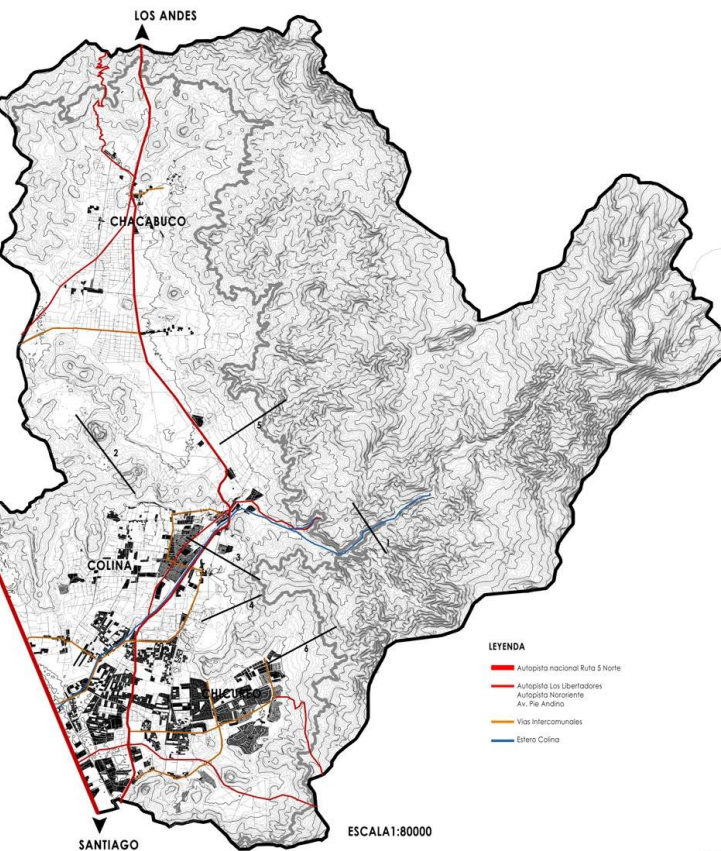 LOS ANDES
CHACABUCO
5
2
1
COLINA
3
4
6
CHICUREO
LEYENDA
Autopista nacional Ruta 5 Norte
Autopista Los Libertadores
Autopista Nororiente
Av. Pie Andino
Vias Intercomunales
Estero Colina
ESCALA1:80000
SANTIAGO